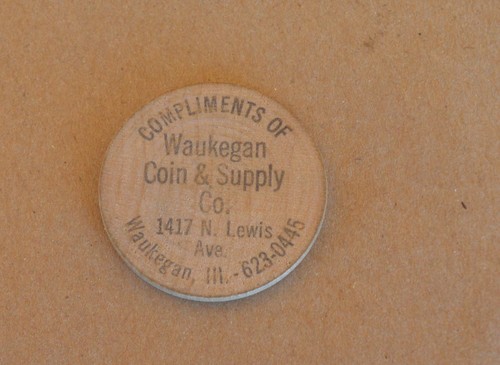 COMPLIMENTS OF
Waukegan
Coin & Supply
Co.
1417 N. Lewis
Ave.
Waukegan, Ill. - 623-0445